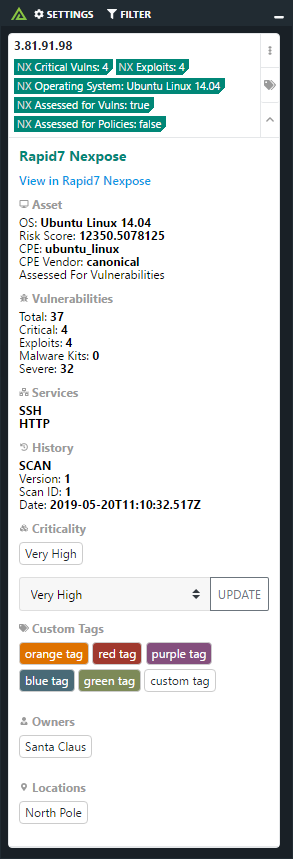 SETTINGS FILTER
3.81.91.98
NX Critical Vulns: 4 NX Exploits: 4
NX Operating System: Ubuntu Linux 14.04
NX Assessed for Vulns: true
NX Assessed for Policies: false
Rapid7 Nexpose
View in Rapid7 Nexpose
Asset
OS: Ubuntu Linux 14.04
Risk Score: 12350.5078125
CPE: ubuntu_linux
CPE Vendor: canonical
Assessed For Vulnerabilities
Vulnerabilities
Total: 37
Critical: 4
Exploits: 4
Malware Kits: 0
Severe: 32
Services
SSH
HTTP
History
SCAN
Version: 1
Scan ID: 1
Date: 2019-05-20T11:10:32.517Z
Criticality
Very High
Very High UPDATE
Custom Tags
orange tag red tag purple tag
blue tag green tag custom tag
Owners
Santa Claus
Locations
North Pole